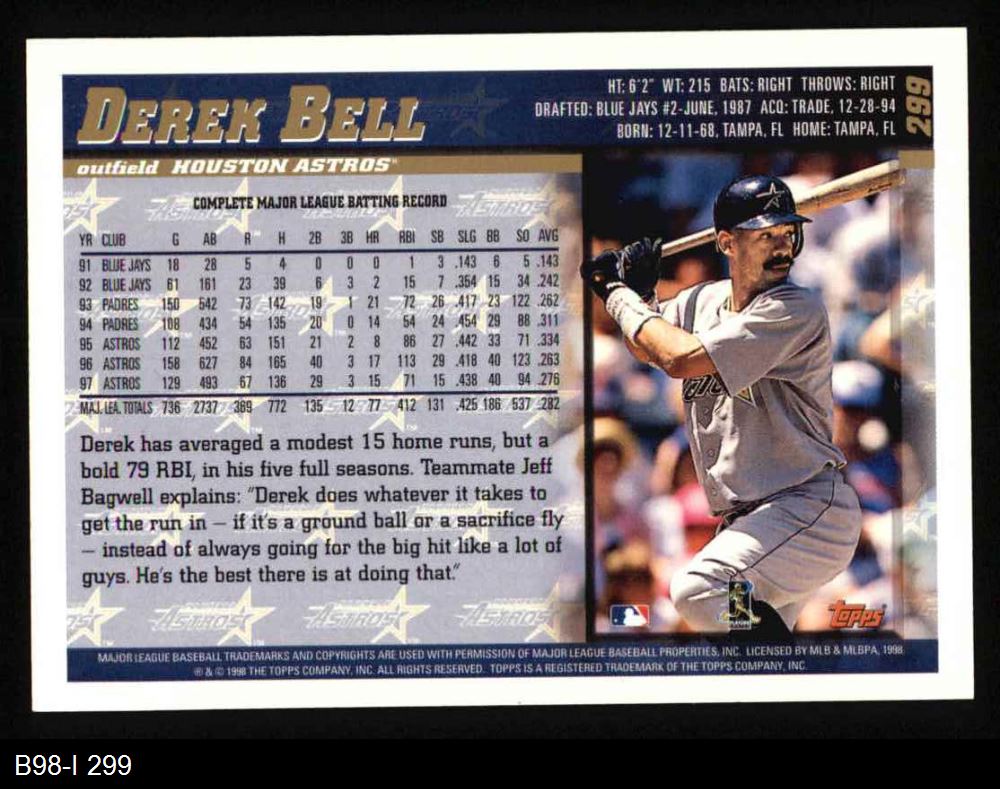 DEREK BELL
HT: 6'2" WT: 215 BATS: RIGHT THROWS: RIGHT
DRAFTED: BLUE JAYS #2-JUNE, 1987 ACQ: TRADE, 12-28-94
BORN: 12-11-68, TAMPA, FL HOME: TAMPA, FL
299
outfield HOUSTON ASTROS
COMPLETE MAJOR LEAGUE BATTING RECORD
YR CLUB G AB R H 2B 3B HR RBI SB SLG BB SO AVG
91 BLUE JAYS 18 28 5 4 0 0 0 1 3 .143 6 5 .143
92 BLUE JAYS 61 161 23 39 6 3 2 15 7 .354 15 34 .242
93 PADRES 150 542 73 142 19 1 21 72 26 .417 23 122 .262
94 PADRES 108 434 54 135 20 0 14 54 24 .454 29 88 .311
95 ASTROS 112 452 63 151 21 2 8 86 27 .442 33 71 .334
96 ASTROS 158 627 84 165 40 3 17 113 29 .418 40 123 .263
97 ASTROS 129 493 67 136 29 3 15 71 15 .438 40 94 .276
MAJ. LEA. TOTALS 736 2737 369 772 135 12 77 412 131 .425 186 537 .282
Derek has averaged a modest 15 home runs, but a
bold 79 RBI, in his five full seasons. Teammate Jeff
Bagwell explains: "Derek does whatever it takes to
get the run in – if it's a ground ball or a sacrifice fly
– instead of always going for the big hit like a lot of
guys. He's the best there is at doing that."
ASTROS ASTROS ASTROS ASTROS
topps
MAJOR LEAGUE BASEBALL TRADEMARKS AND COPYRIGHTS ARE USED WITH PERMISSION OF MAJOR LEAGUE BASEBALL PROPERTIES, INC. LICENSED BY MLB & MLBPA, 1998
® & © 1998 THE TOPPS COMPANY, INC. ALL RIGHTS RESERVED. TOPPS IS A REGISTERED TRADEMARK OF THE TOPPS COMPANY, INC.
B98-I 299